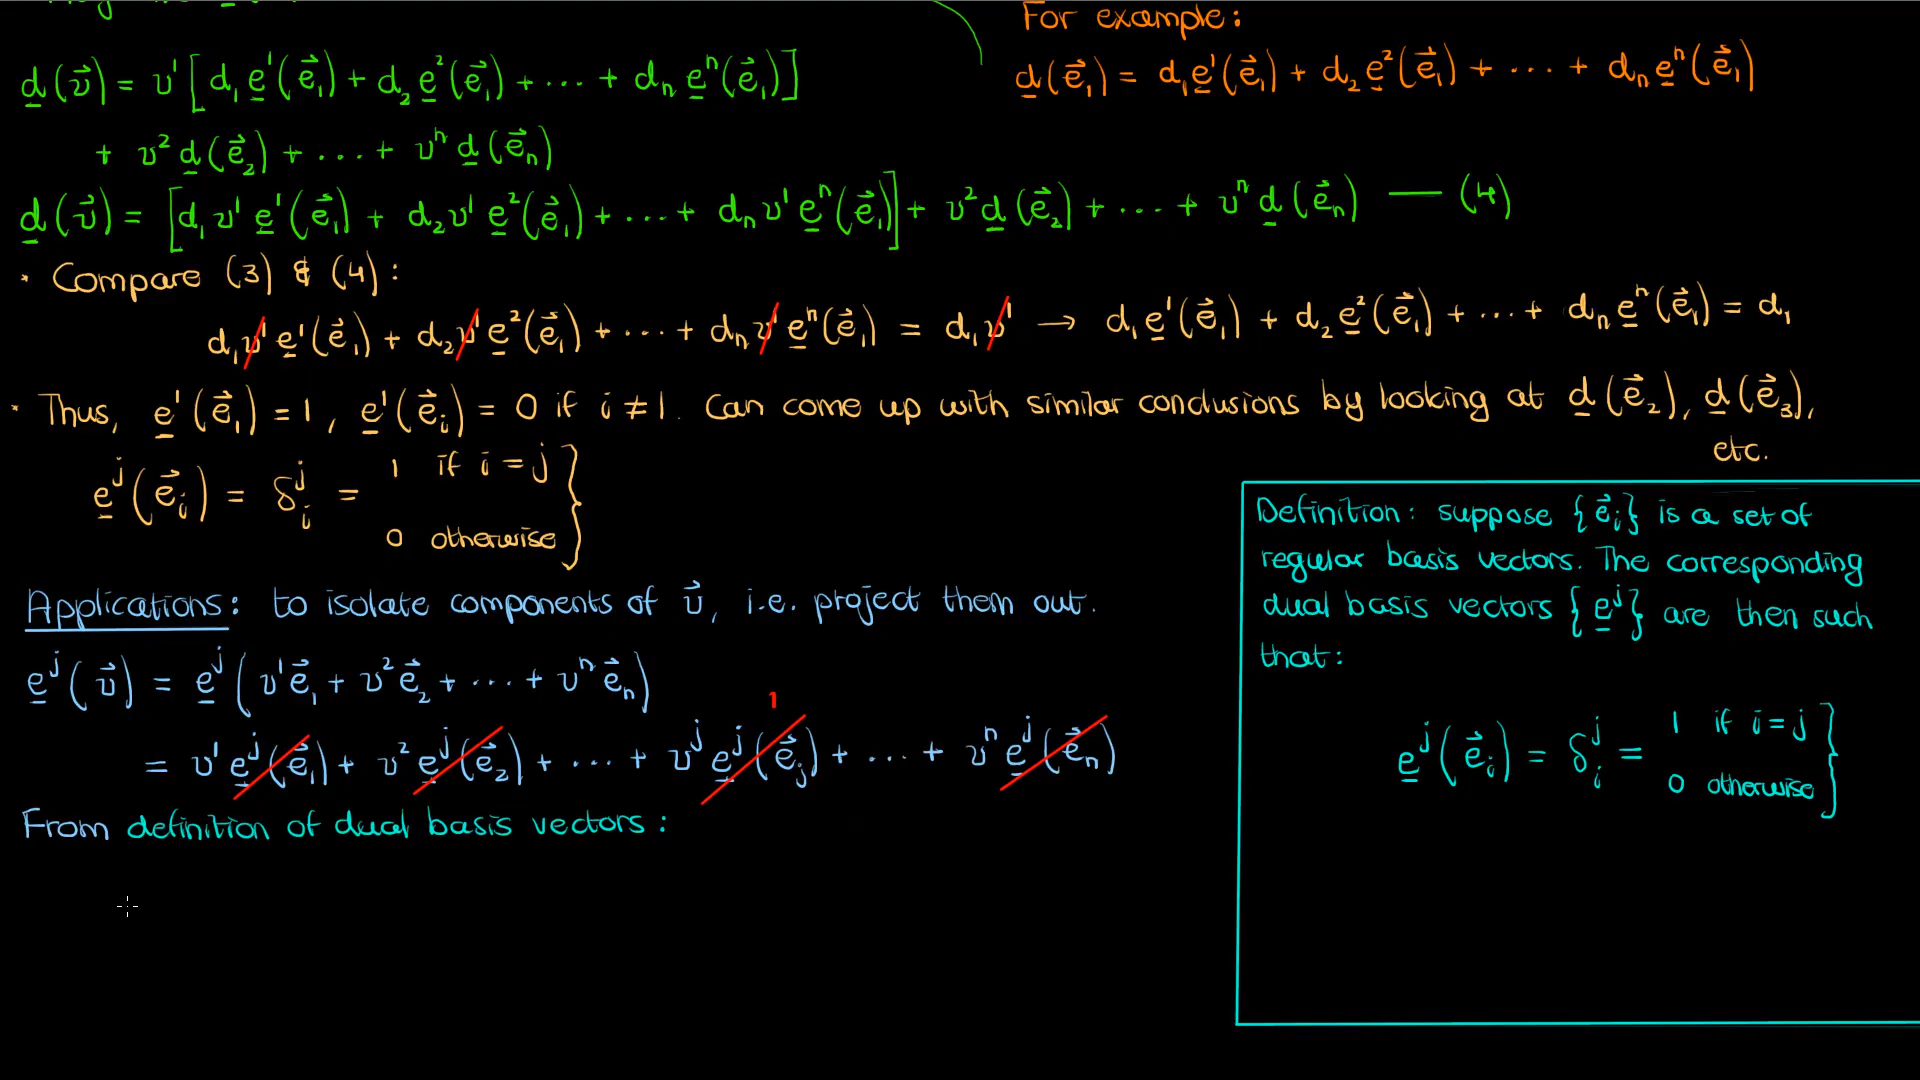 For example:
d(v⃗) = v¹[d₁e¹(e⃗₁) + d₂e²(e⃗₁) + ... + dₙeⁿ(e⃗₁)]
d(e⃗₁) = d₁e¹(e⃗₁) + d₂e²(e⃗₁) + ... + dₙeⁿ(e⃗₁)
+ v²d(e⃗₂) + ... + vⁿd(e⃗ₙ)
d(v⃗) = [d₁v¹e¹(e⃗₁) + d₂v¹e²(e⃗₁) + ... + dₙv¹eⁿ(e⃗₁)] + v²d(e⃗₂) + ... + vⁿd(e⃗ₙ) — (4)
• Compare (3) & (4):
d₁v¹e¹(e⃗₁) + d₂v¹e²(e⃗₁) + ... + dₙv¹eⁿ(e⃗₁) = d₁v¹ → d₁e¹(e⃗₁) + d₂e²(e⃗₁) + ... + dₙeⁿ(e⃗₁) = d₁
• Thus, e¹(e⃗₁) = 1, e¹(e⃗ᵢ) = 0 if i ≠ 1. Can come up with similar conclusions by looking at d(e⃗₂), d(e⃗₃),
etc.
eʲ(e⃗ᵢ) = δʲᵢ = 1 if i = j
0 otherwise }
Applications: to isolate components of v⃗, i.e. project them out.
eʲ(v⃗) = eʲ(v¹e⃗₁ + v²e⃗₂ + ... + vⁿe⃗ₙ)
1
= v¹eʲ(e⃗₁) + v²eʲ(e⃗₂) + ... + vʲeʲ(e⃗ⱼ) + ... + vⁿeʲ(e⃗ₙ)
From definition of dual basis vectors:
Definition: suppose {e⃗ᵢ} is a set of
regular basis vectors. The corresponding
dual basis vectors {eʲ} are then such
that:
eʲ(e⃗ᵢ) = δʲᵢ = 1 if i = j
0 otherwise }